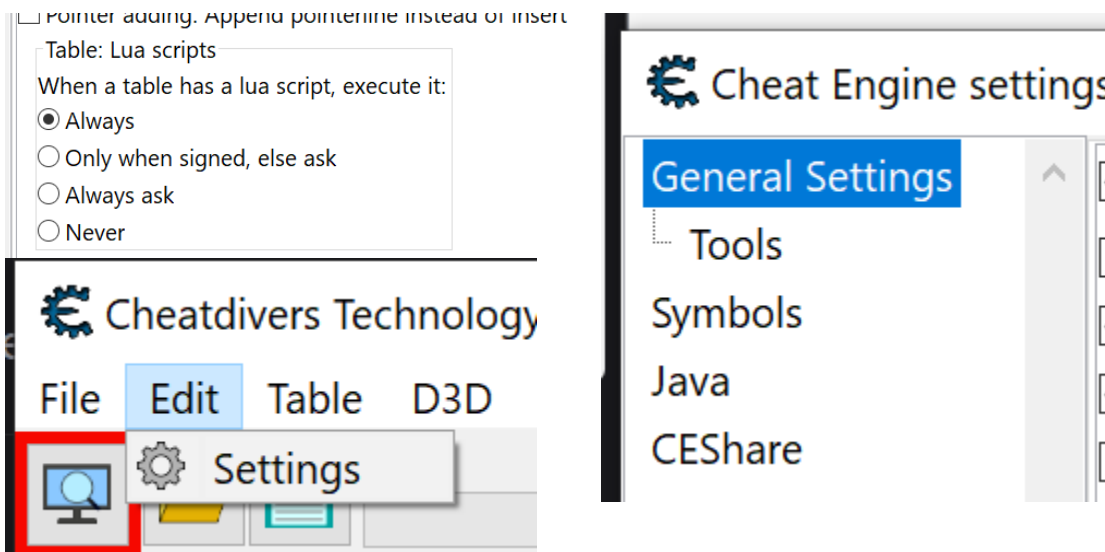 Pointer adding: Append pointerline instead of insert
Table: Lua scripts
When a table has a lua script, execute it:
Always
Only when signed, else ask
Always ask
Never
Cheatdivers Technology
File Edit Table D3D
Settings
Cheat Engine settings
General Settings
Tools
Symbols
Java
CEShare